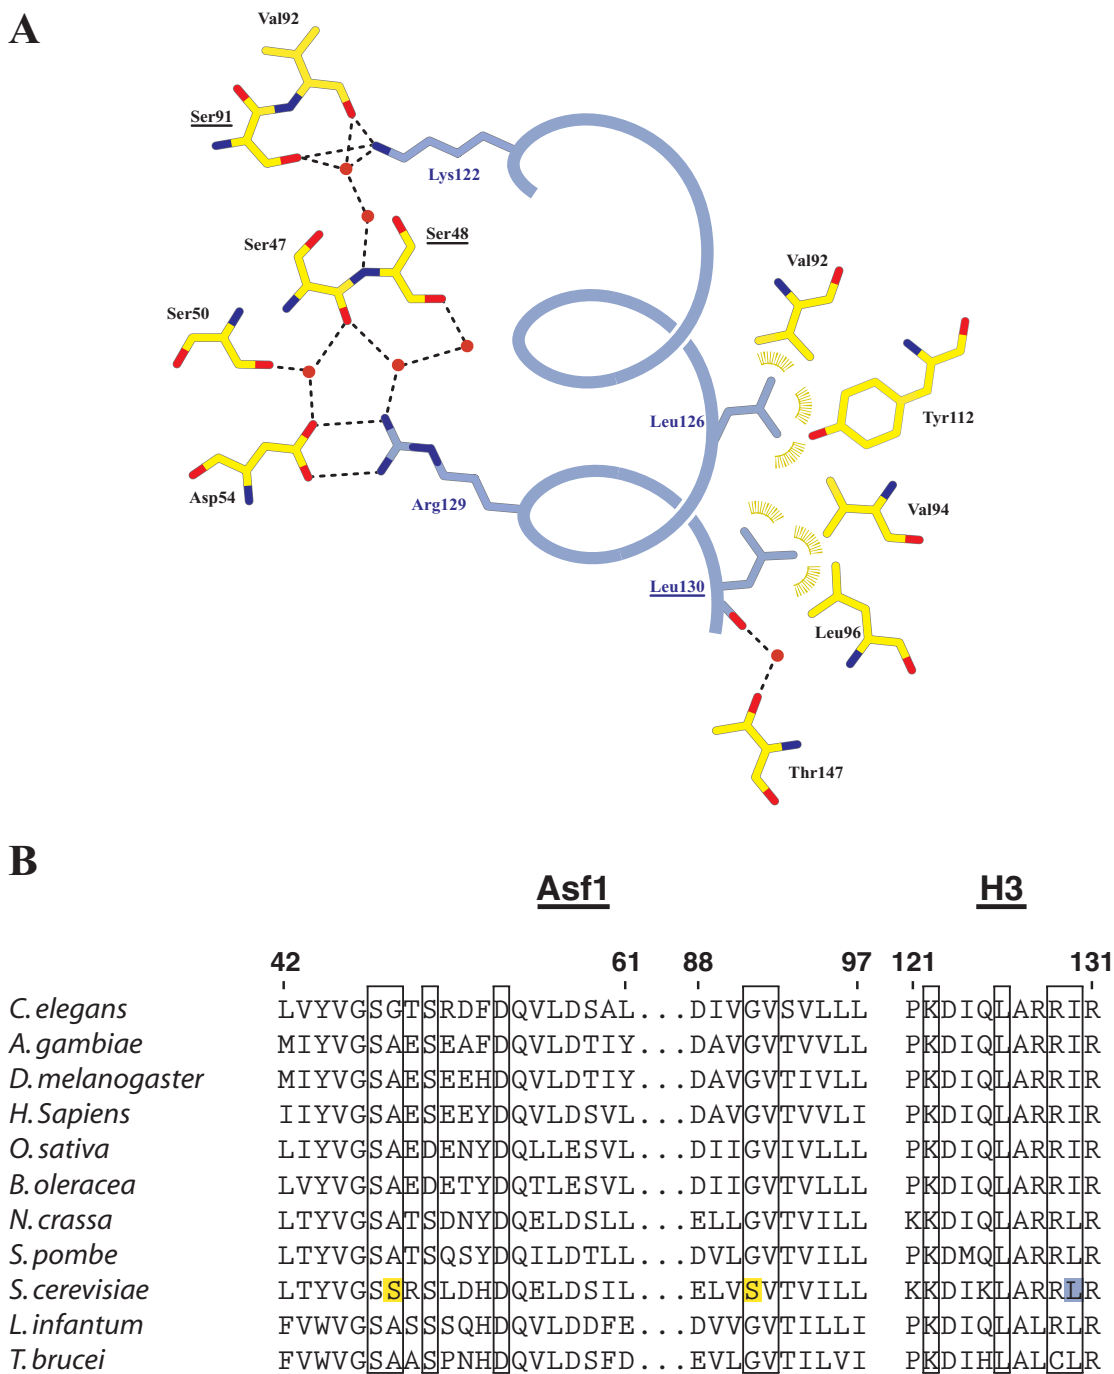 A
Val92
Ser91
Lys122
Ser47
Ser48
Val92
Ser50
Tyr112
Leu126
Asp54
Arg129
Val94
Leu130
Leu96
Thr147
B
Asf1 H3
42 61 88 97 121 131
C. elegans LVYVGSGTSRDFDQVLDSAL...DIVGVSVLLL PKDIQLARRIR
A. gambiae MIYVGSAESEAFDQVLDTIY...DAVGVTVVLL PKDIQLARRIR
D. melanogaster MIYVGSAESEEHDQVLDTIY...DAVGVTIVLL PKDIQLARRIR
H. Sapiens IIYVGSAESEEYDQVLDSVL...DAVGVTVVLI PKDIQLARRIR
O. sativa LIYVGSAEDENYDQLLESVL...DIIGVIVLLL PKDIQLARRIR
B. oleracea LVYVGSAEDETYDQTLESVL...DIIGVTVLLL PKDIQLARRIR
N. crassa LTYVGSATSDNYDQELDSLL...ELLGVTVILL KKDIQLARRLR
S. pombe LTYVGSATSQSYDQILDTLL...DVLGVTVILL PKDMQLARRLR
S. cerevisiae LTYVGSSRSLDHDQELDSIL...ELVSVTVILL KKDIKLARRLR
L. infantum FVWVGSASSSQHDQVLDDFE...DVVGVTILLI PKDIQLALRLR
T. brucei FVWVGSAASPNHDQVLDSFD...EVLGVTILVI PKDIHLALCLR